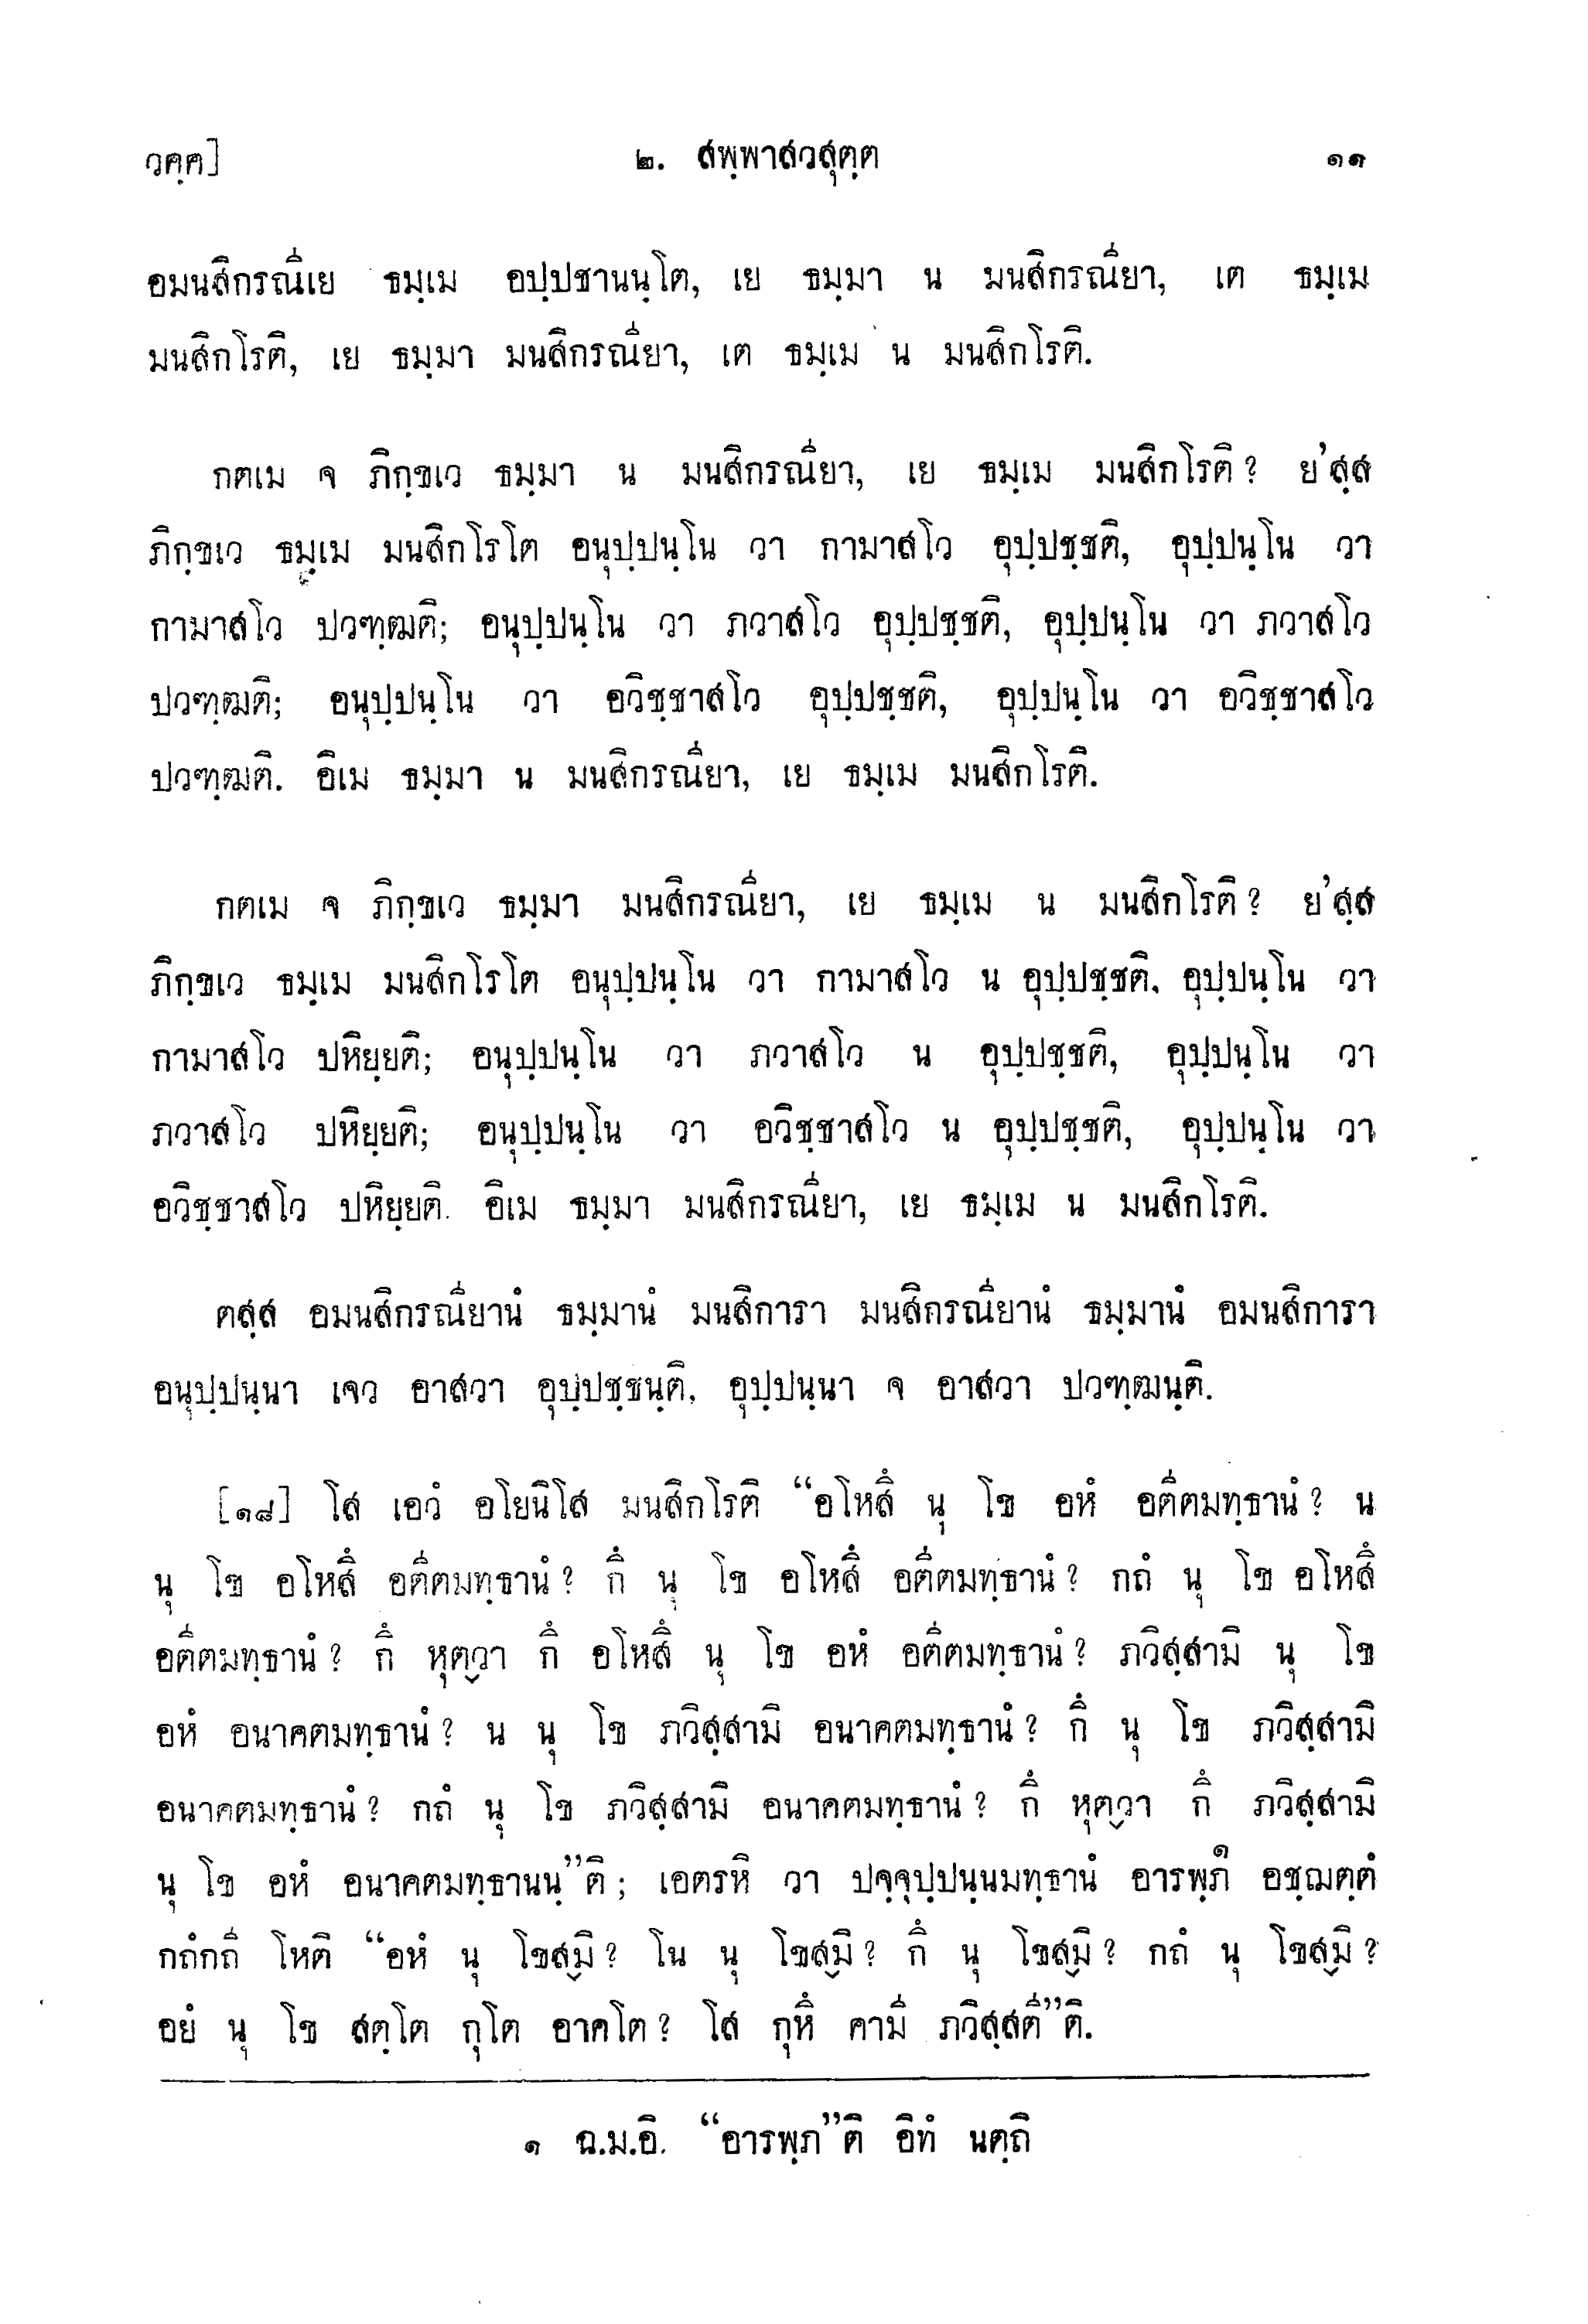 วคฺค]
๒. สพฺพาสวสุตฺต
๑๑
อมนสิกรณีเย ธมฺเม อปฺปชานนฺโต, เย ธมฺมา น มนสิกรณียา, เต ธมฺเม
มนสิกโรติ, เย ธมฺมา มนสิกรณียา, เต ธมฺเม น มนสิกโรติ.
กตเม จ ภิกฺขเว ธมฺมา น มนสิกรณียา, เย ธมฺเม มนสิกโรติ? ย’สฺส
ภิกฺขเว ธมฺเม มนสิกโรโต อนุปฺปนฺโน วา กามาสโว อุปฺปชฺชติ, อุปฺปนฺโน วา
กามาสโว ปวฑฺฒติ; อนุปฺปนฺโน วา ภวาสโว อุปฺปชฺชติ, อุปฺปนฺโน วา ภวาสโว
ปวฑฺฒติ; อนุปฺปนฺโน วา อวิชฺชาสโว อุปฺปชฺชติ, อุปฺปนฺโน วา อวิชฺชาสโว
ปวฑฺฒติ. อิเม ธมฺมา น มนสิกรณียา, เย ธมฺเม มนสิกโรติ.
กตเม จ ภิกฺขเว ธมฺมา มนสิกรณียา, เย ธมฺเม น มนสิกโรติ? ย’สฺส
ภิกฺขเว ธมฺเม มนสิกโรโต อนุปฺปนฺโน วา กามาสโว น อุปฺปชฺชติ, อุปฺปนฺโน วา
กามาสโว ปหิยฺยติ; อนุปฺปนฺโน วา ภวาสโว น อุปฺปชฺชติ, อุปฺปนฺโน วา
ภวาสโว ปหิยฺยติ; อนุปฺปนฺโน วา อวิชฺชาสโว น อุปฺปชฺชติ, อุปฺปนฺโน วา
อวิชฺชาสโว ปหิยฺยติ. อิเม ธมฺมา มนสิกรณียา, เย ธมฺเม น มนสิกโรติ.
ตสฺส อมนสิกรณียานํ ธมฺมานํ มนสิการา มนสิกรณียานํ ธมฺมานํ อมนสิการา
อนุปฺปนฺนา เจว อาสวา อุปฺปชฺชนฺติ, อุปฺปนฺนา จ อาสวา ปวฑฺฒนฺติ.
[๑๘] โส เอวํ อโยนิโส มนสิกโรติ “อโหสึ นุ โข อหํ อตีตมทฺธานํ? น
นุ โข อโหสึ อตีตมทฺธานํ? กึ นุ โข อโหสึ อตีตมทฺธานํ? กถํ นุ โข อโหสึ
อตีตมทฺธานํ? กึ หุตฺวา กึ อโหสึ นุ โข อหํ อตีตมทฺธานํ? ภวิสฺสามิ นุ โข
อหํ อนาคตมทฺธานํ? น นุ โข ภวิสฺสามิ อนาคตมทฺธานํ? กึ นุ โข ภวิสฺสามิ
อนาคตมทฺธานํ? กถํ นุ โข ภวิสฺสามิ อนาคตมทฺธานํ? กึ หุตฺวา กึ ภวิสฺสามิ
นุ โข อหํ อนาคตมทฺธานนฺ”ติ; เอตรหิ วา ปจฺจุปฺปนฺนมทฺธานํ อารพฺภ๑ อชฺฌตฺตํ
กถํกถี โหติ “อหํ นุ โขสฺมิ? โน นุ โขสฺมิ? กึ นุ โขสฺมิ? กถํ นุ โขสฺมิ?
อยํ นุ โข สตฺโต กุโต อาคโต? โส กุหึ คามี ภวิสฺสตี”ติ.
๑ ฉ.ม.อิ. “อารพฺภ”ติ อิทํ นตฺถิ